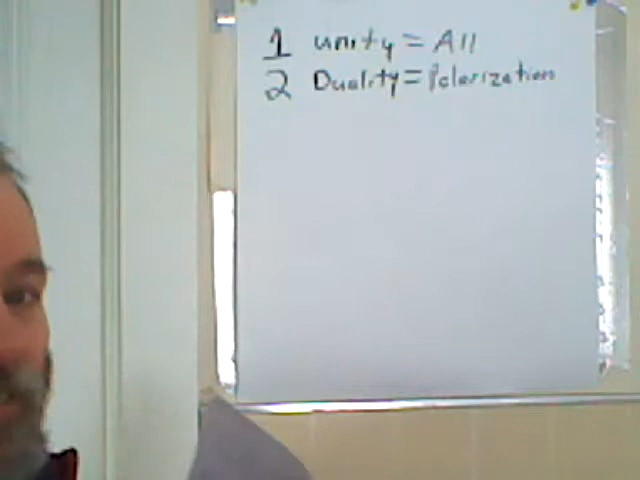 1 unity = All
2 Duality = Polarization